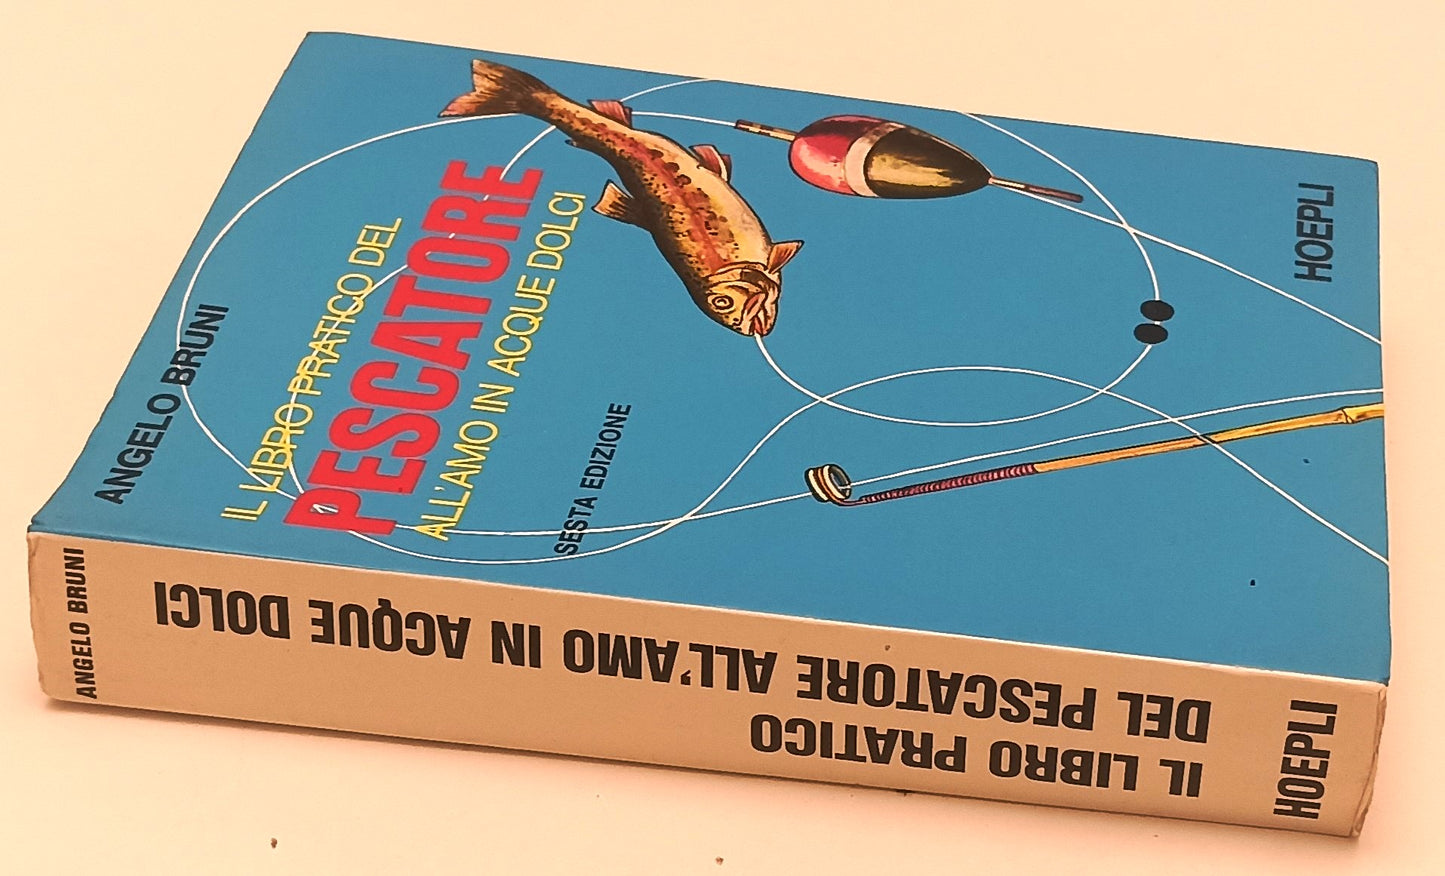 ANGELO BRUNI
IL LIBRO PRATICO DEL
PESCATORE
ALL'AMO IN ACQUE DOLCI
SESTA EDIZIONE
HOEPLI
ANGELO BRUNI
IL LIBRO PRATICO
DEL PESCATORE ALL'AMO IN ACQUE DOLCI
HOEPLI